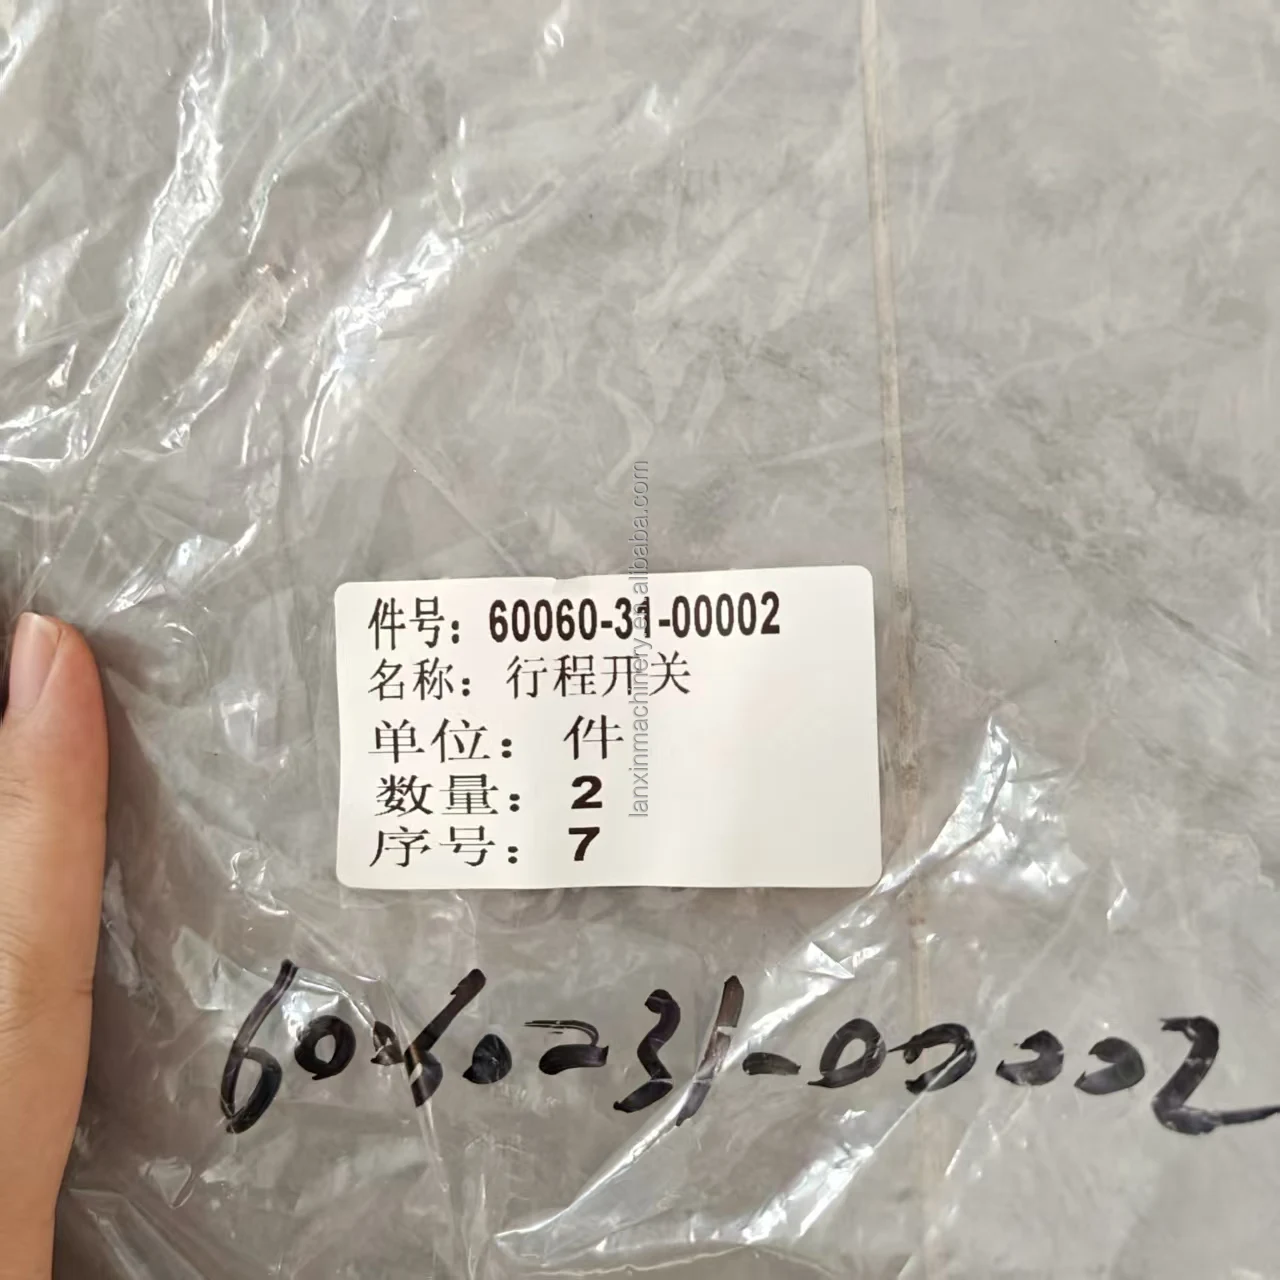 件号：60060-31-00002
名称：行程开关
单位：件
数量：2
序号：7
60060-31-00002
lanxinmachinery.en.alibaba.com